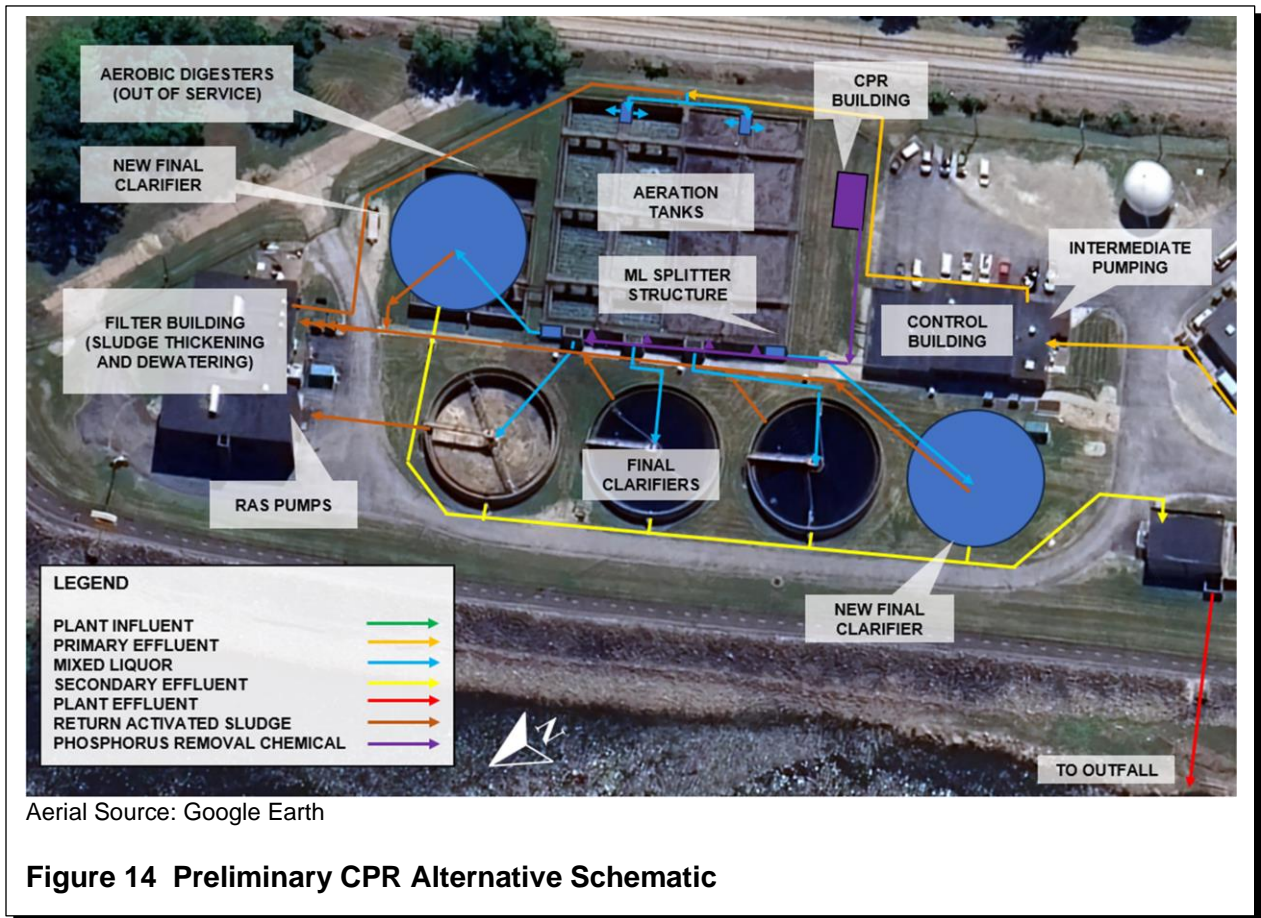 AEROBIC DIGESTERS
(OUT OF SERVICE)
CPR
BUILDING
NEW FINAL
CLARIFIER
AERATION
TANKS
INTERMEDIATE
PUMPING
ML SPLITTER
STRUCTURE
FILTER BUILDING
(SLUDGE THICKENING
AND DEWATERING)
CONTROL
BUILDING
FINAL
CLARIFIERS
RAS PUMPS
NEW FINAL
CLARIFIER
LEGEND
PLANT INFLUENT
PRIMARY EFFLUENT
MIXED LIQUOR
SECONDARY EFFLUENT
PLANT EFFLUENT
RETURN ACTIVATED SLUDGE
PHOSPHORUS REMOVAL CHEMICAL
N
TO OUTFALL
Aerial Source: Google Earth
Figure 14 Preliminary CPR Alternative Schematic